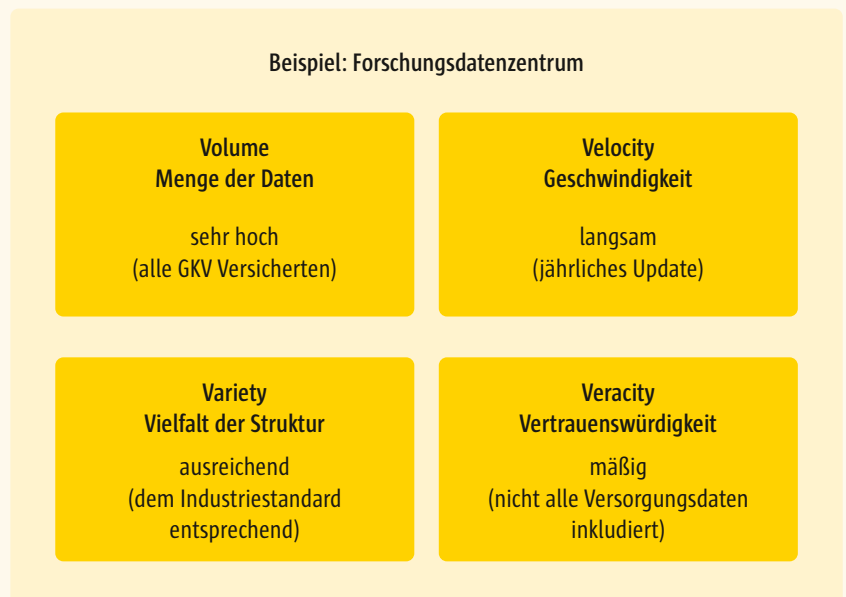 Beispiel: Forschungsdatenzentrum
Volume
Menge der Daten
sehr hoch
(alle GKV Versicherten)
Velocity
Geschwindigkeit
langsam
(jährliches Update)
Variety
Vielfalt der Struktur
ausreichend
(dem Industriestandard
entsprechend)
Veracity
Vertrauenswürdigkeit
mäßig
(nicht alle Versorgungsdaten
inkludiert)